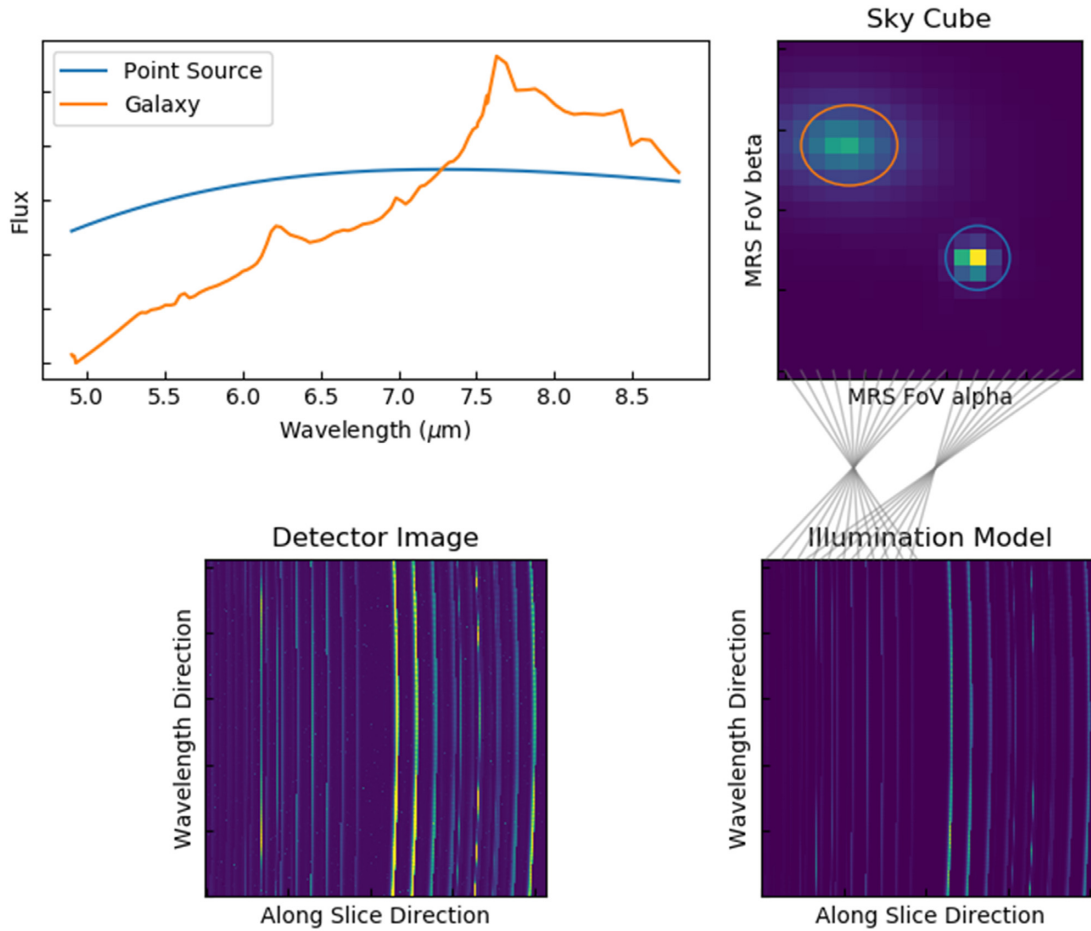 Sky Cube
Point Source
Galaxy
Flux
5.0 5.5 6.0 6.5 7.0 7.5 8.0 8.5
Wavelength (μm)
MRS FoV beta
MRS FoV alpha
Detector Image
Wavelength Direction
Along Slice Direction
Illumination Model
Wavelength Direction
Along Slice Direction